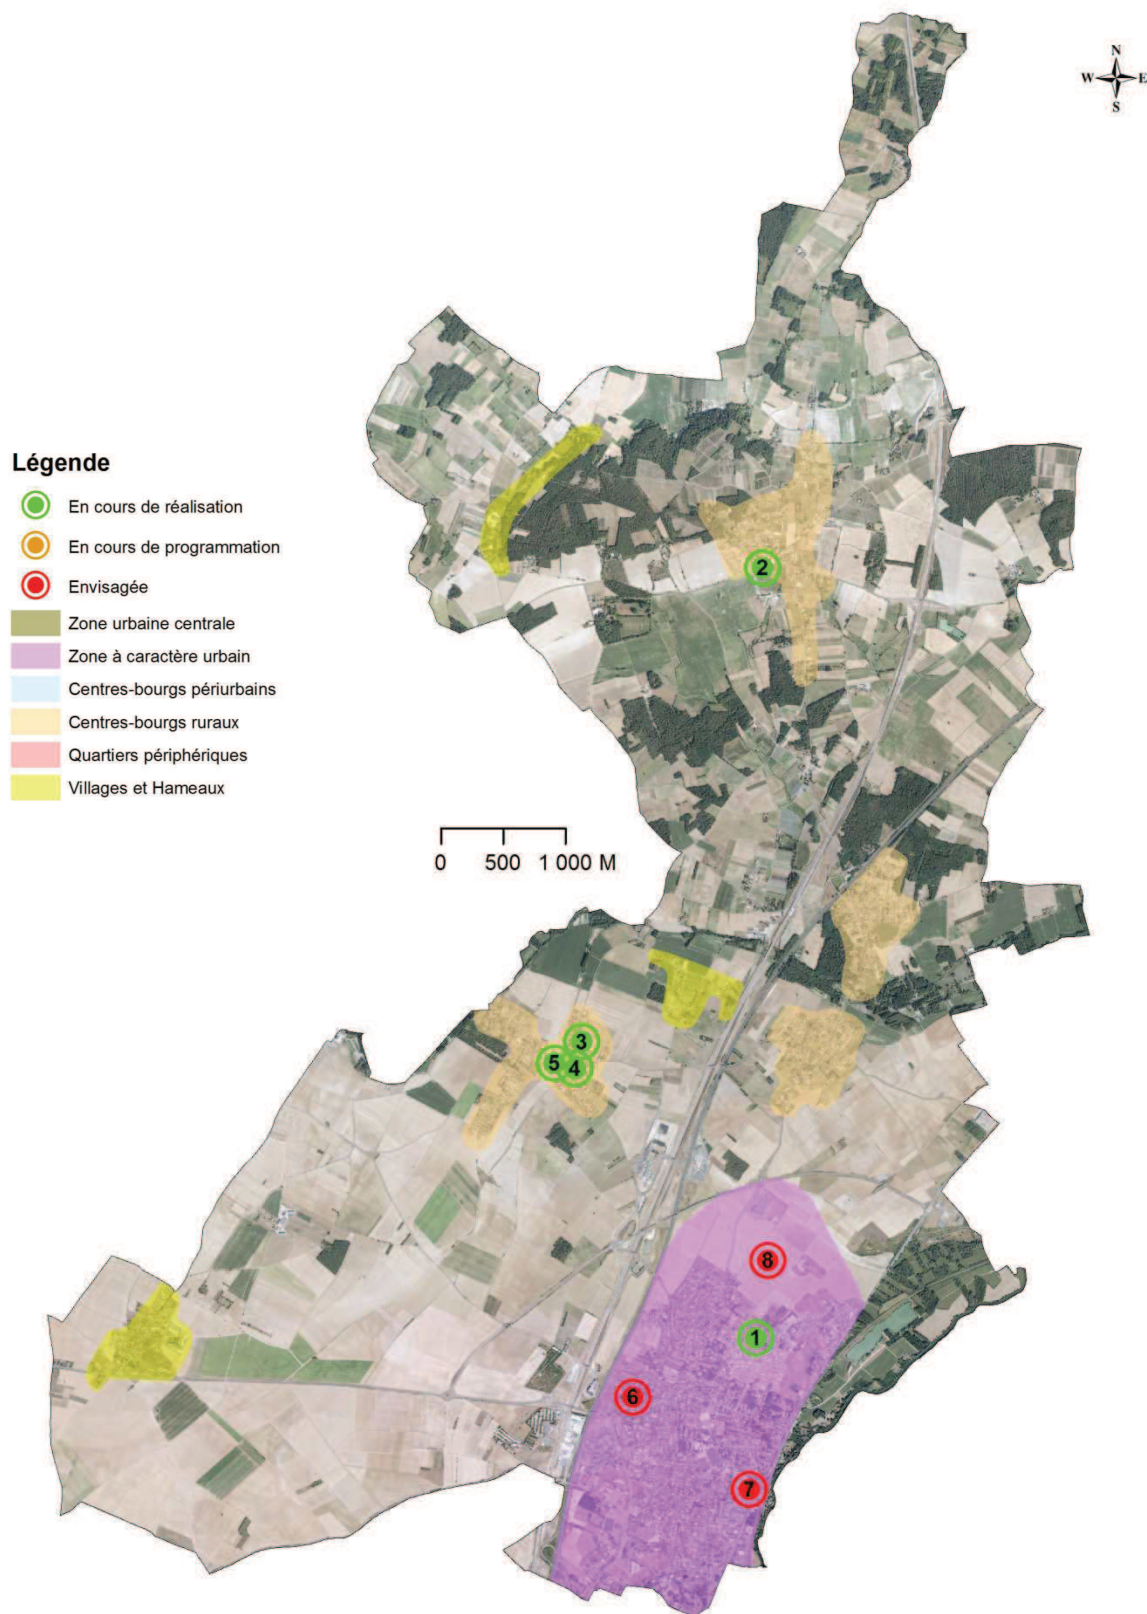 N
W E
S
Légende
En cours de réalisation
En cours de programmation
Envisagée
Zone urbaine centrale
Zone à caractère urbain
Centres-bourgs périurbains
Centres-bourgs ruraux
Quartiers périphériques
Villages et Hameaux
0 500 1 000 M
2
3
5 4
8
1
6
7